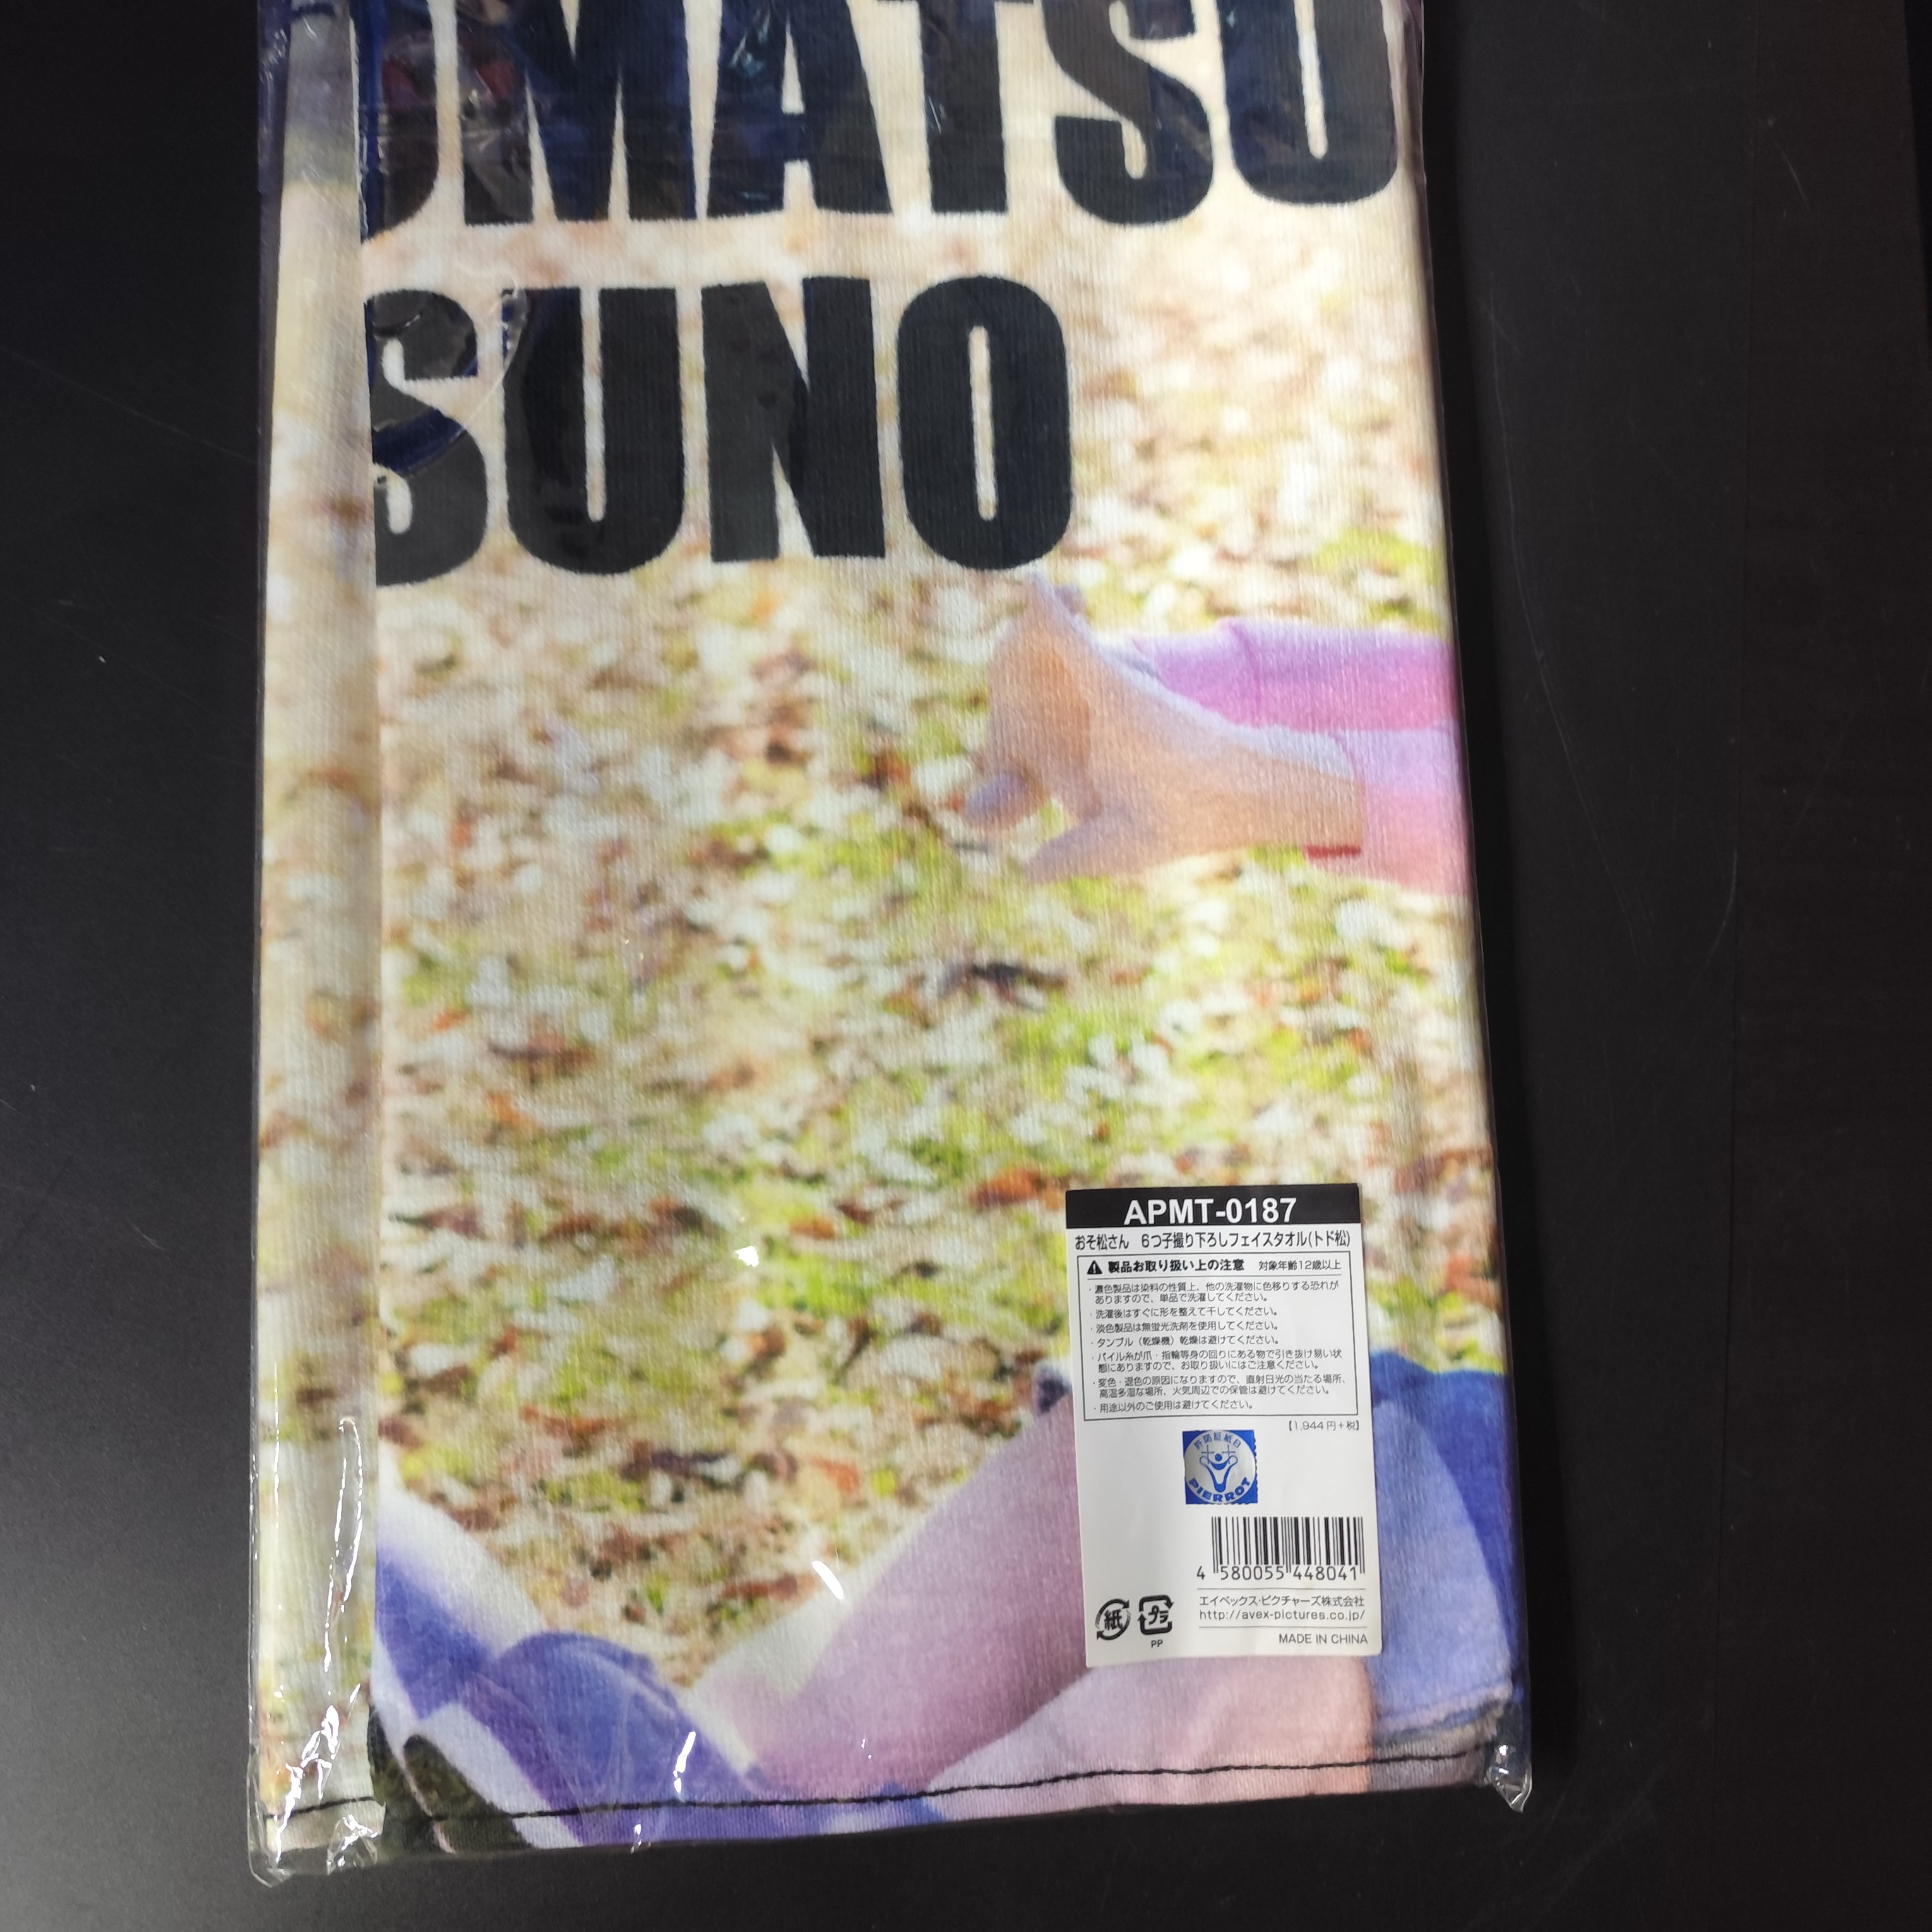 OMATSU
SUNO
APMT-0187
おそ松さん 6つ子撮り下ろしフェイスタオル(トド松)
製品お取り扱い上の注意 対象年齢12歳以上
・濃色製品は染料の性質上、他の洗濯物に色移りする恐れが
ありますので、単品で洗濯してください。
・洗濯後はすぐに形を整えて干してください。
・淡色製品は無蛍光洗剤を使用してください。
・タンブル（乾燥機）乾燥は避けてください。
・パイル糸が爪・指輪等身の回りにある物で引き抜け易い状
態にありますので、お取り扱いにはご注意ください。
・変色・退色の原因になりますので、直射日光の当たる場所、
高温多湿な場所、火気周辺での保管は避けてください。
・用途以外のご使用は避けてください。
【1,944円+税】
許諾証紙B
PIERROT
4 580055 448041
紙 プラ
エイベックス・ピクチャーズ株式会社
http://avex-pictures.co.jp/
PP
MADE IN CHINA